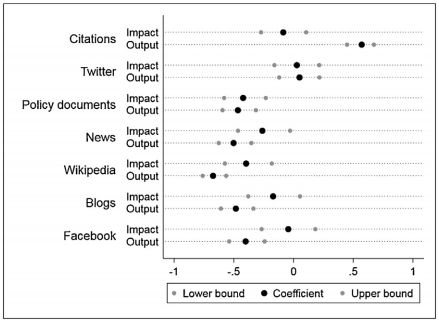 Citations
Impact
Output
Twitter
Impact
Output
Policy documents
Impact
Output
News
Impact
Output
Wikipedia
Impact
Output
Blogs
Impact
Output
Facebook
Impact
Output
-1 -.5 0 .5 1
Lower bound Coefficient Upper bound